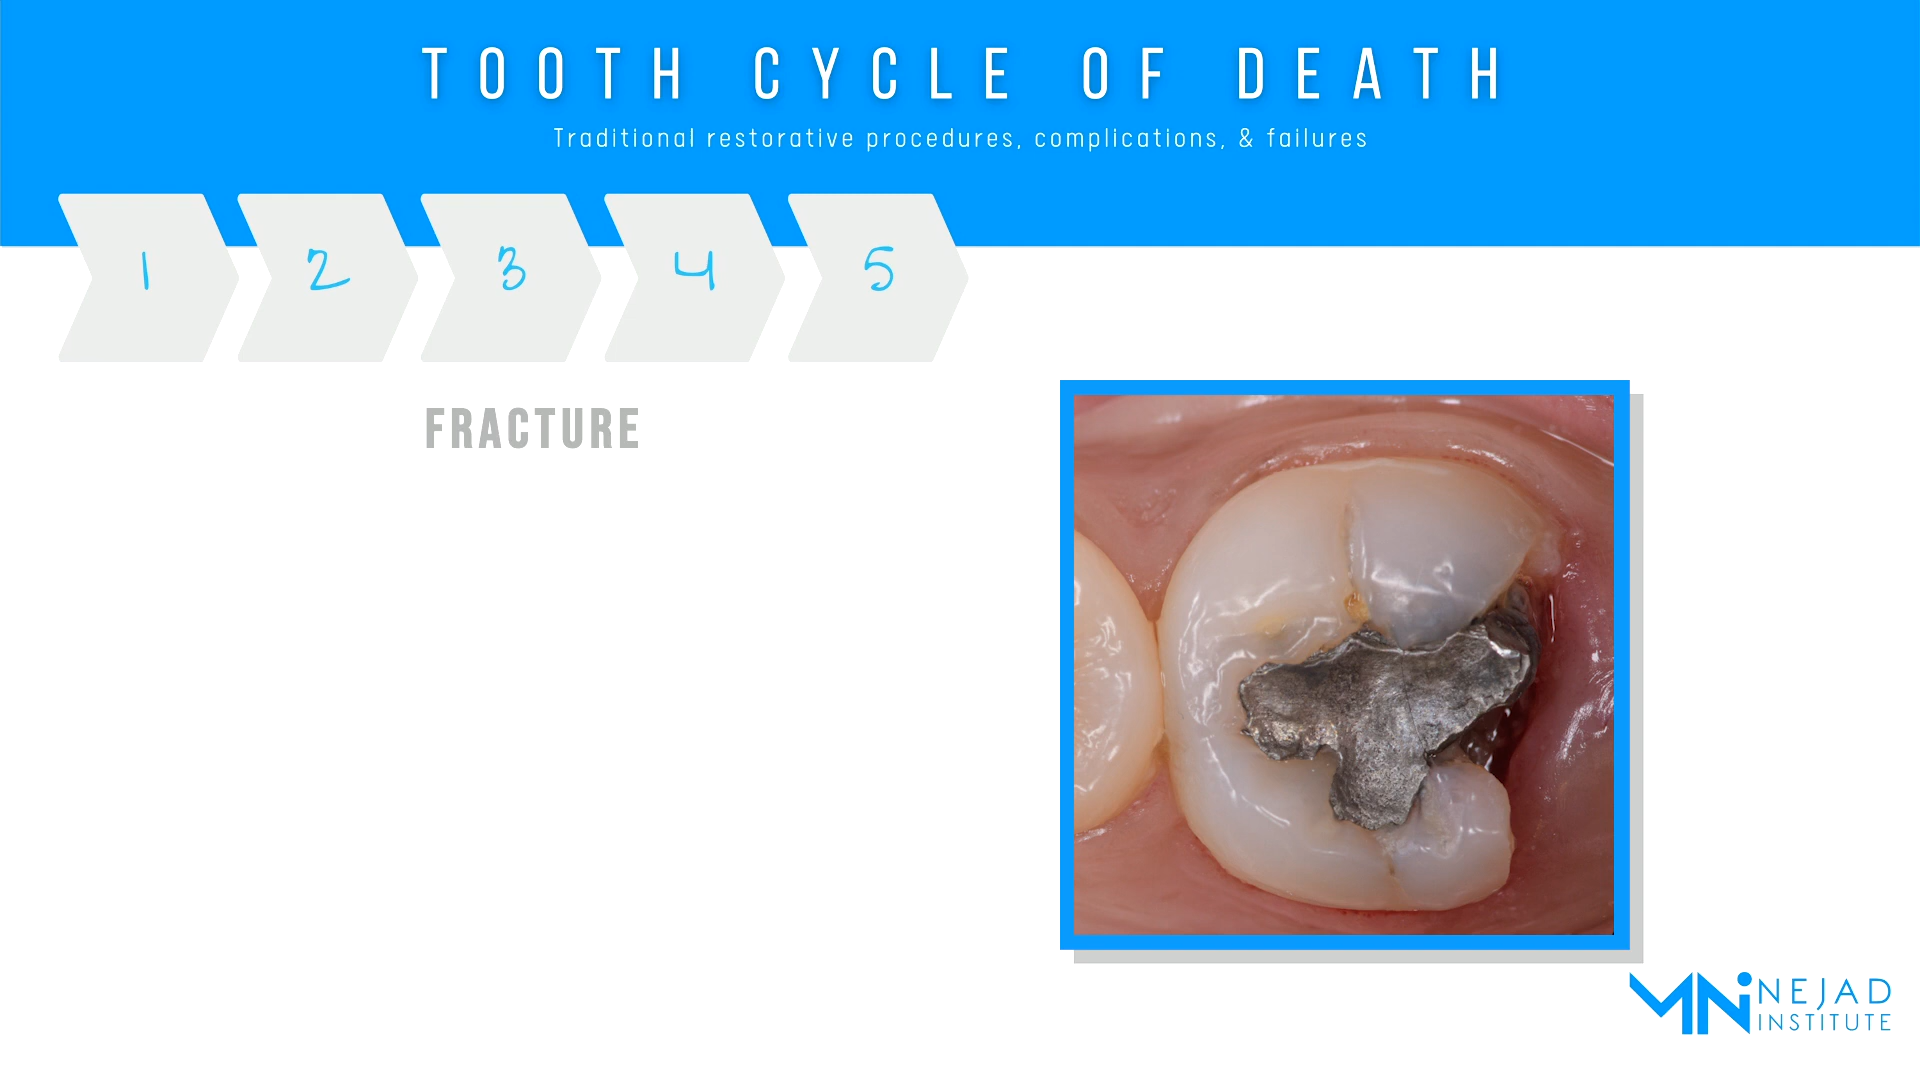 TOOTH CYCLE OF DEATH
Traditional restorative procedures, complications, & failures
1 2 3 4 5
FRACTURE
NEJAD
INSTITUTE